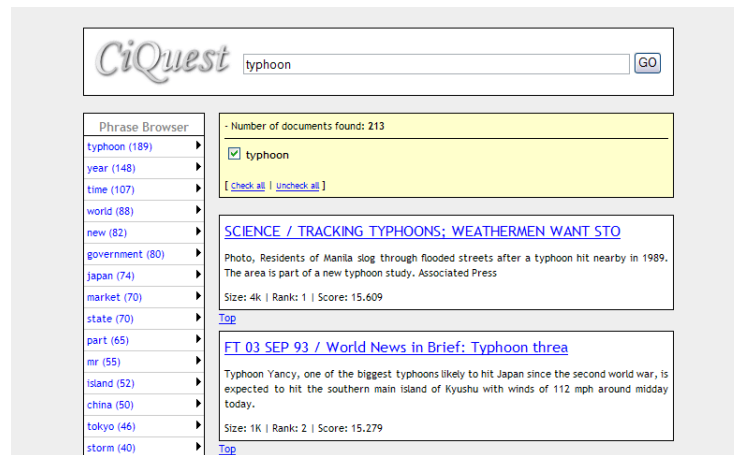 CiQuest
typhoon
GO
Phrase Browser
typhoon (189)
year (148)
time (107)
world (88)
new (82)
government (80)
japan (74)
market (70)
state (70)
part (65)
mr (55)
island (52)
china (50)
tokyo (46)
storm (40)
- Number of documents found: 213
typhoon
[ Check all | Uncheck all ]
SCIENCE / TRACKING TYPHOONS; WEATHERMEN WANT STO
Photo, Residents of Manila slog through flooded streets after a typhoon hit nearby in 1989.
The area is part of a new typhoon study. Associated Press
Size: 4k | Rank: 1 | Score: 15.609
Top
FT 03 SEP 93 / World News in Brief: Typhoon threa
Typhoon Yancy, one of the biggest typhoons likely to hit Japan since the second world war, is
expected to hit the southern main island of Kyushu with winds of 112 mph around midday
today.
Size: 1K | Rank: 2 | Score: 15.279
Top